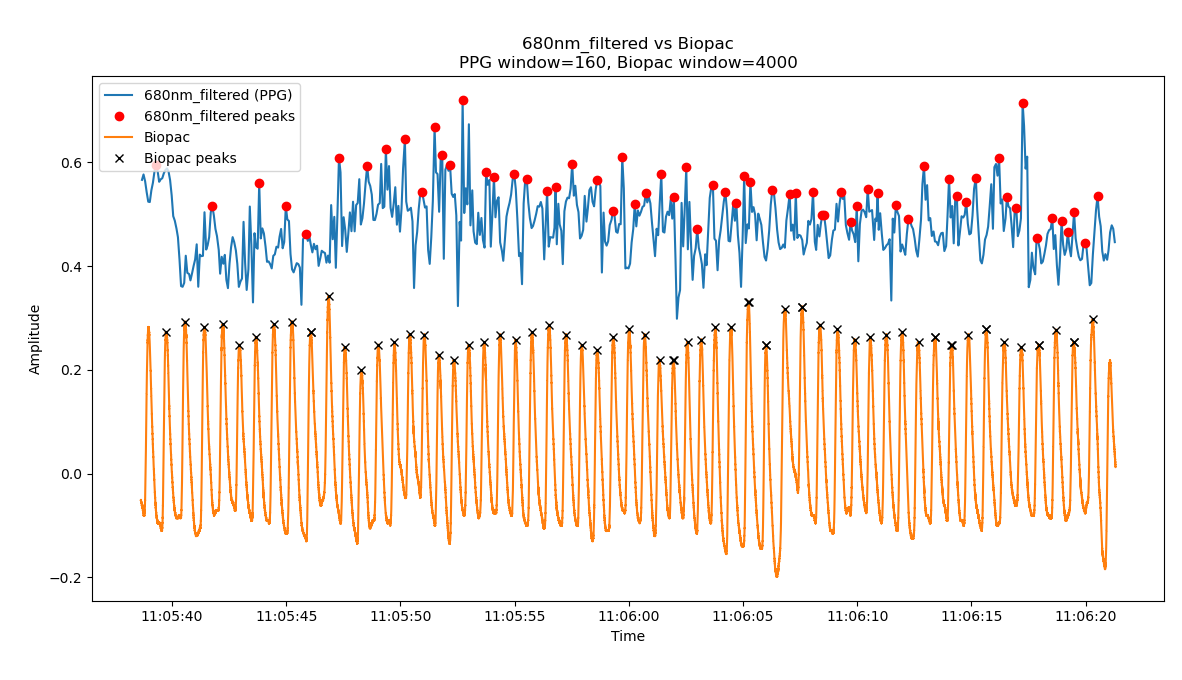 680nm_filtered vs Biopac
PPG window=160, Biopac window=4000
680nm_filtered (PPG)
680nm_filtered peaks
Biopac
Biopac peaks
Amplitude
0.6
0.4
0.2
0.0
−0.2
11:05:40 11:05:45 11:05:50 11:05:55 11:06:00 11:06:05 11:06:10 11:06:15 11:06:20
Time